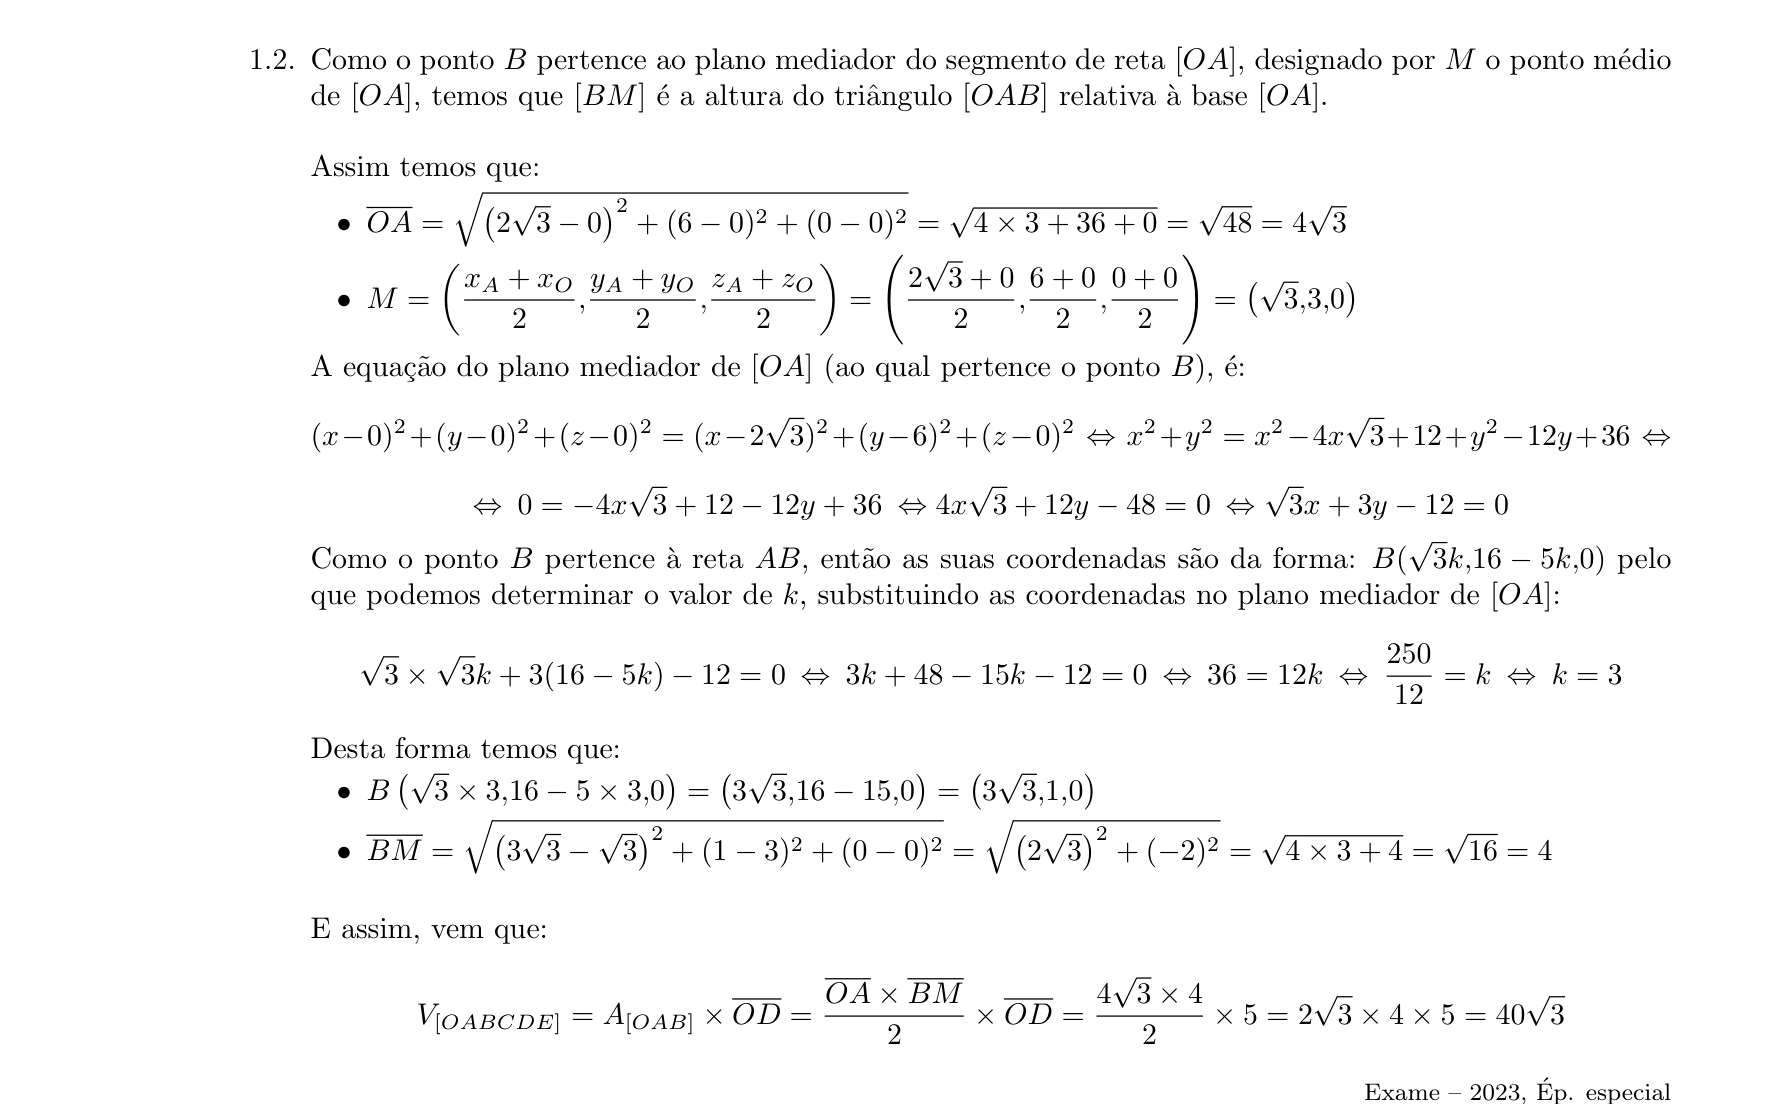 1.2. Como o ponto $B$ pertence ao plano mediador do segmento de reta $[OA]$, designado por $M$ o ponto médio
de $[OA]$, temos que $[BM]$ é a altura do triângulo $[OAB]$ relativa à base $[OA]$.
Assim temos que:
• $\overline{OA} = \sqrt{\left(2\sqrt{3}-0\right)^2 + (6-0)^2 + (0-0)^2} = \sqrt{4 \times 3 + 36 + 0} = \sqrt{48} = 4\sqrt{3}$
• $M = \left(\frac{x_A + x_O}{2}, \frac{y_A + y_O}{2}, \frac{z_A + z_O}{2}\right) = \left(\frac{2\sqrt{3}+0}{2}, \frac{6+0}{2}, \frac{0+0}{2}\right) = \left(\sqrt{3},3,0\right)$
A equação do plano mediador de $[OA]$ (ao qual pertence o ponto $B$), é:
$(x-0)^2+(y-0)^2+(z-0)^2 = (x-2\sqrt{3})^2+(y-6)^2+(z-0)^2 \Leftrightarrow x^2+y^2 = x^2-4x\sqrt{3}+12+y^2-12y+36 \Leftrightarrow$
$\Leftrightarrow 0 = -4x\sqrt{3}+12-12y+36 \Leftrightarrow 4x\sqrt{3}+12y-48 = 0 \Leftrightarrow \sqrt{3}x+3y-12 = 0$
Como o ponto $B$ pertence à reta $AB$, então as suas coordenadas são da forma: $B(\sqrt{3}k,16-5k,0)$ pelo
que podemos determinar o valor de $k$, substituindo as coordenadas no plano mediador de $[OA]$:
$\sqrt{3} \times \sqrt{3}k + 3(16-5k) - 12 = 0 \Leftrightarrow 3k+48-15k-12 = 0 \Leftrightarrow 36 = 12k \Leftrightarrow \frac{250}{12} = k \Leftrightarrow k = 3$
Desta forma temos que:
• $B\left(\sqrt{3} \times 3,16-5 \times 3,0\right) = \left(3\sqrt{3},16-15,0\right) = \left(3\sqrt{3},1,0\right)$
• $\overline{BM} = \sqrt{\left(3\sqrt{3}-\sqrt{3}\right)^2 + (1-3)^2 + (0-0)^2} = \sqrt{\left(2\sqrt{3}\right)^2 + (-2)^2} = \sqrt{4 \times 3 + 4} = \sqrt{16} = 4$
E assim, vem que:
$V_{[OABCDE]} = A_{[OAB]} \times \overline{OD} = \frac{\overline{OA} \times \overline{BM}}{2} \times \overline{OD} = \frac{4\sqrt{3} \times 4}{2} \times 5 = 2\sqrt{3} \times 4 \times 5 = 40\sqrt{3}$
Exame – 2023, Ép. especial